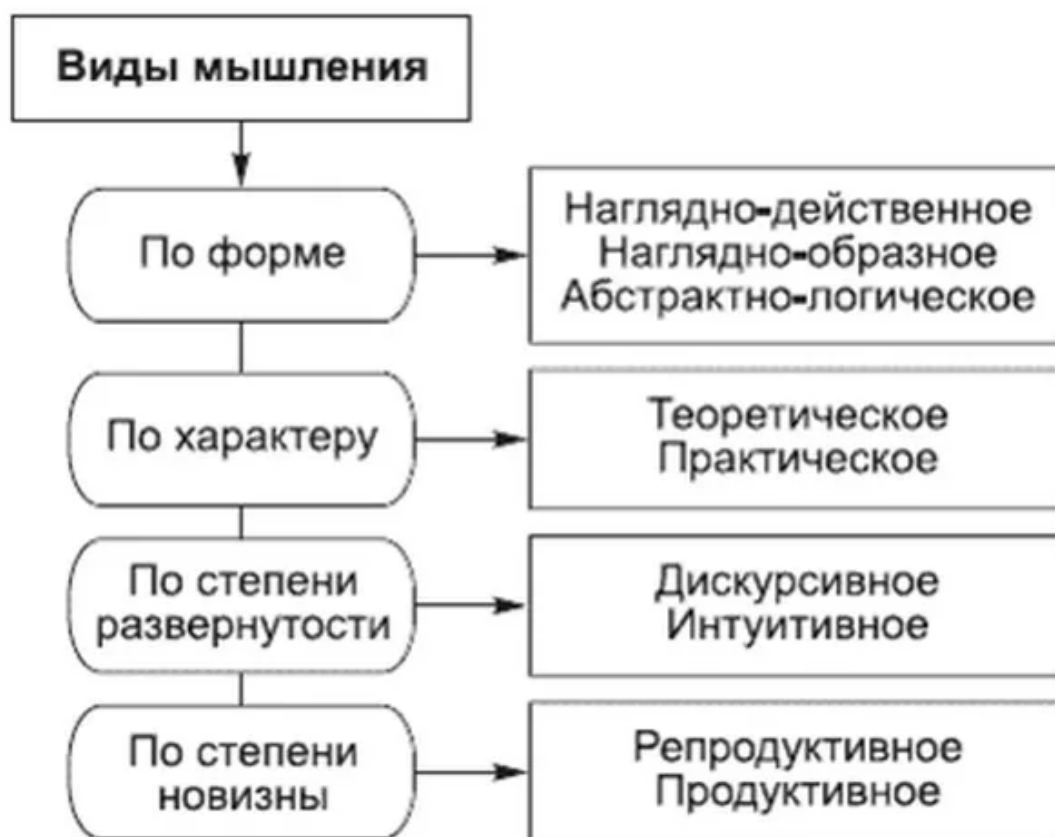 Виды мышления
По форме
Наглядно-действенное
Наглядно-образное
Абстрактно-логическое
По характеру
Теоретическое
Практическое
По степени
развернутости
Дискурсивное
Интуитивное
По степени
новизны
Репродуктивное
Продуктивное